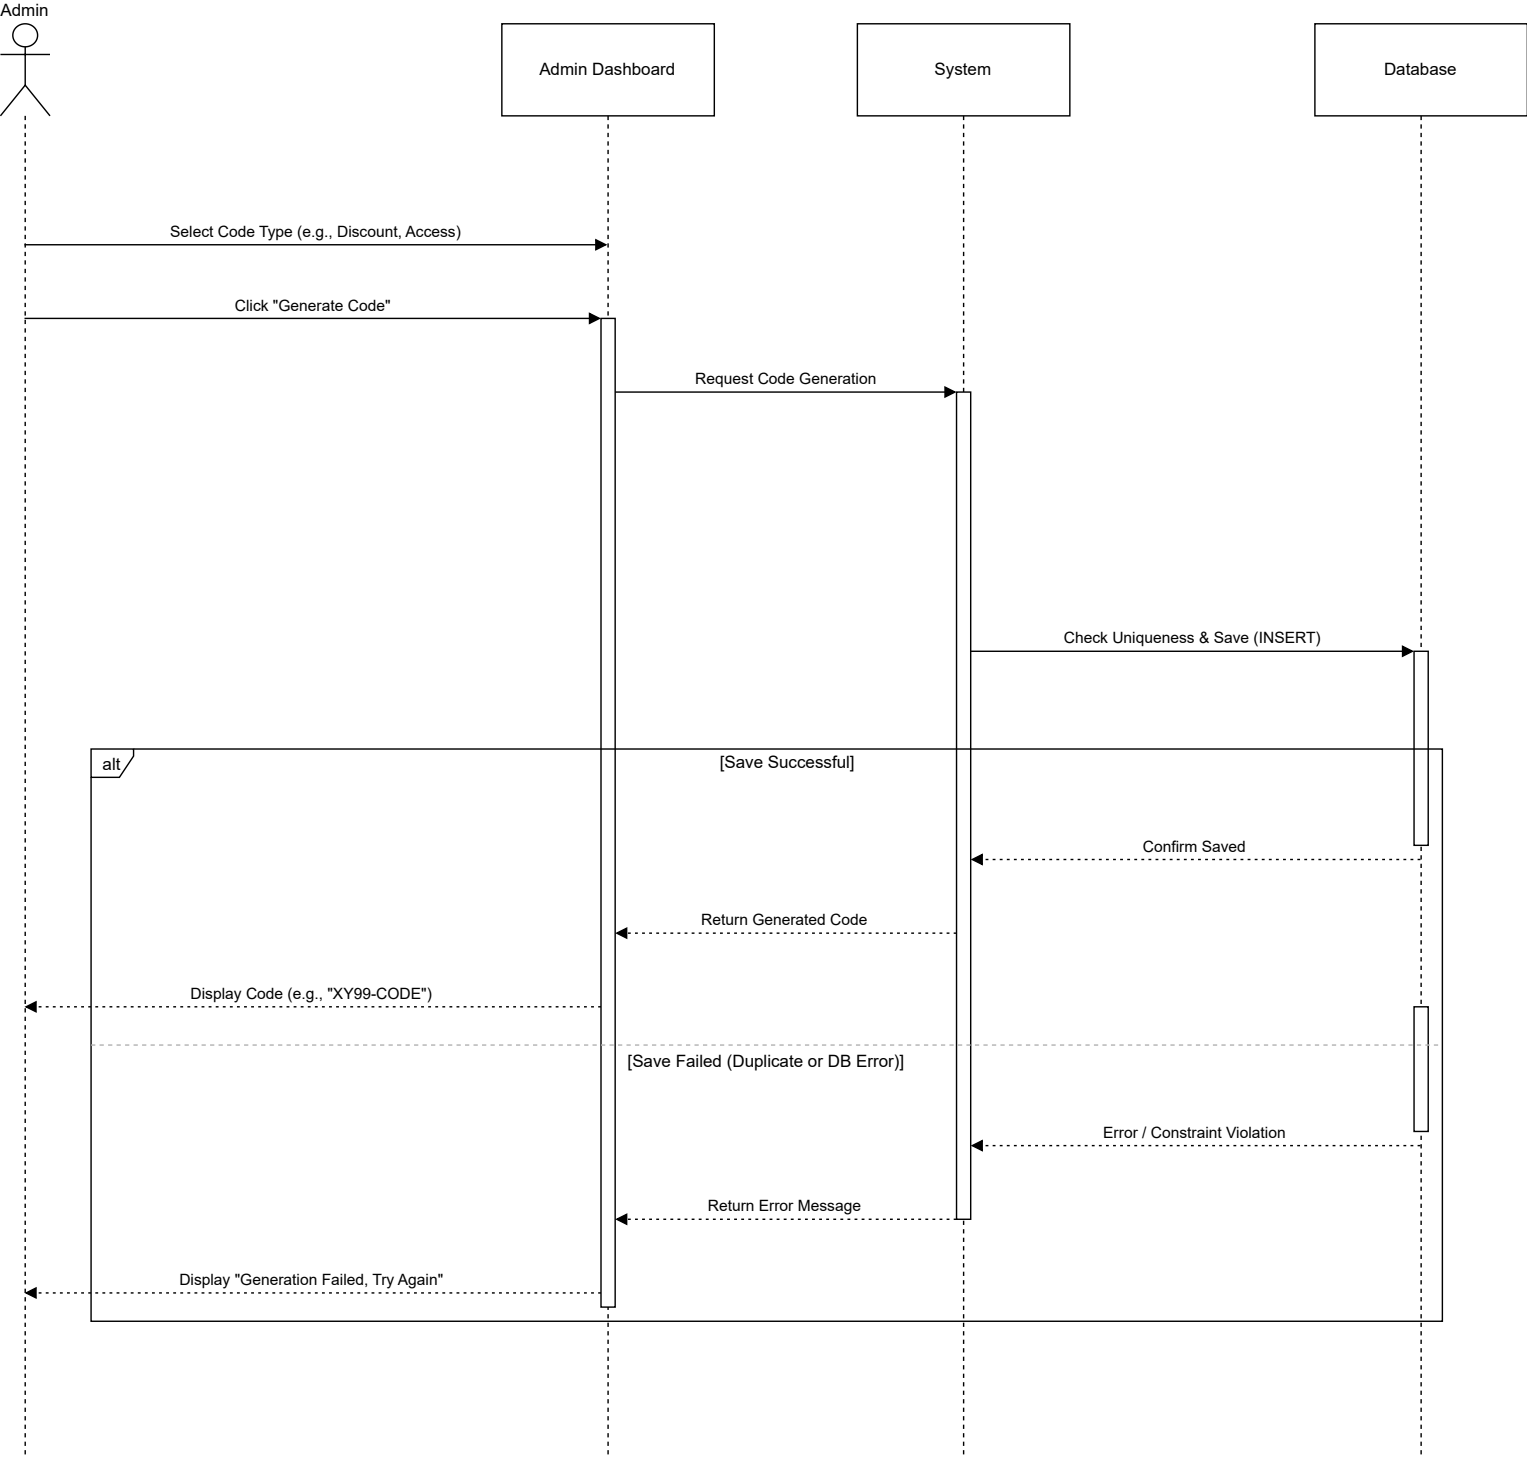 Admin
Admin Dashboard
System
Database
Select Code Type (e.g., Discount, Access)
Click "Generate Code"
Request Code Generation
Check Uniqueness & Save (INSERT)
alt
[Save Successful]
Confirm Saved
Return Generated Code
Display Code (e.g., "XY99-CODE")
[Save Failed (Duplicate or DB Error)]
Error / Constraint Violation
Return Error Message
Display "Generation Failed, Try Again"